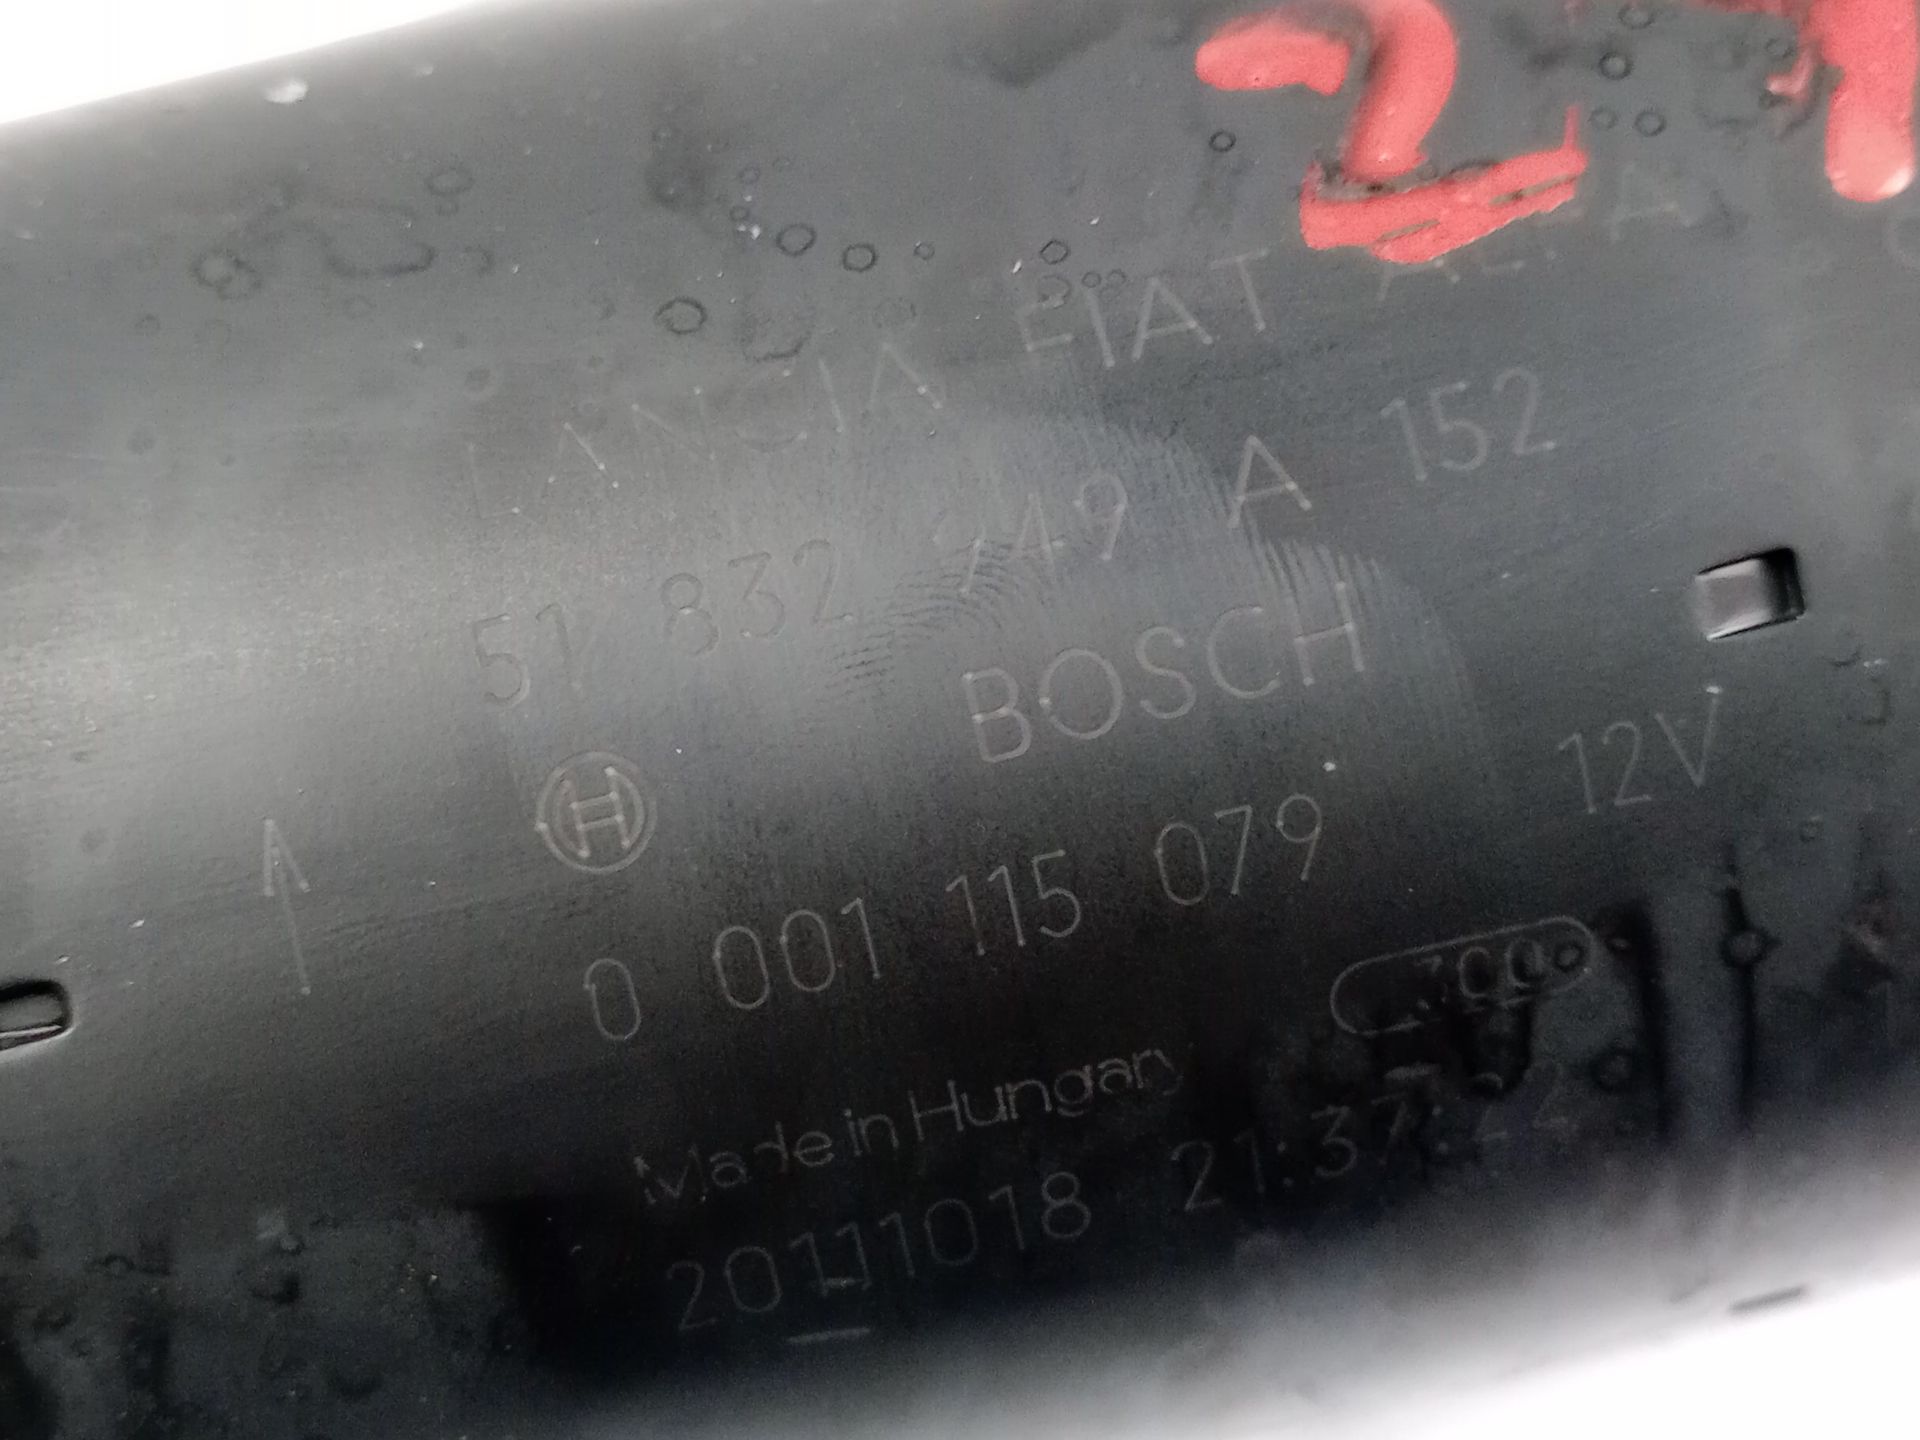 LANCIA FIAT
51 832 949 A 152
BOSCH
12V
0 001 115 079
Made in Hungary
20111018